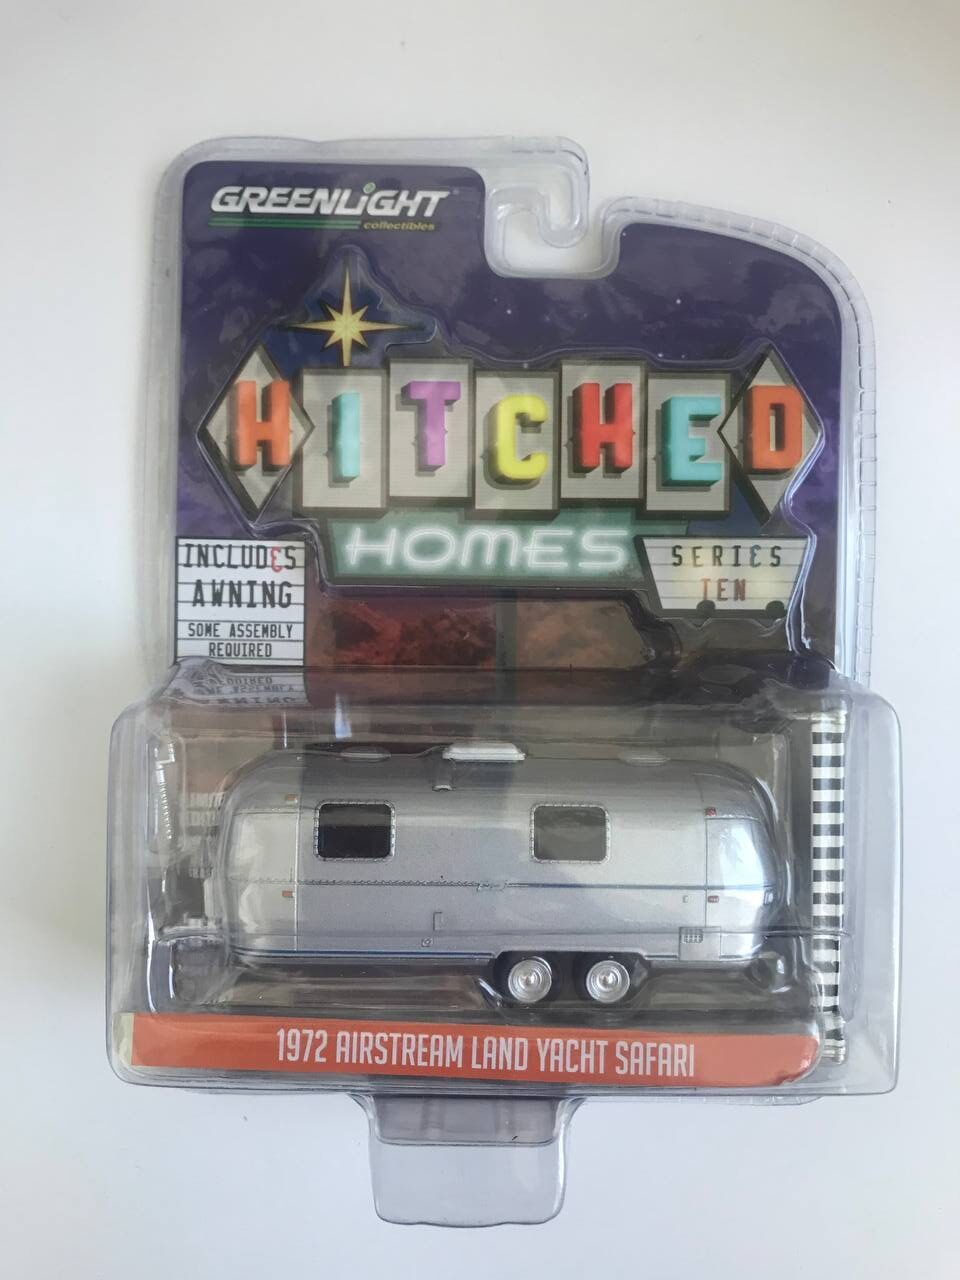 GREENLiGHT
collectibles
HITCHED
HOMES
SERIES
TEN
INCLUDES
AWNING
SOME ASSEMBLY
REQUIRED
1972 AIRSTREAM LAND YACHT SAFARI